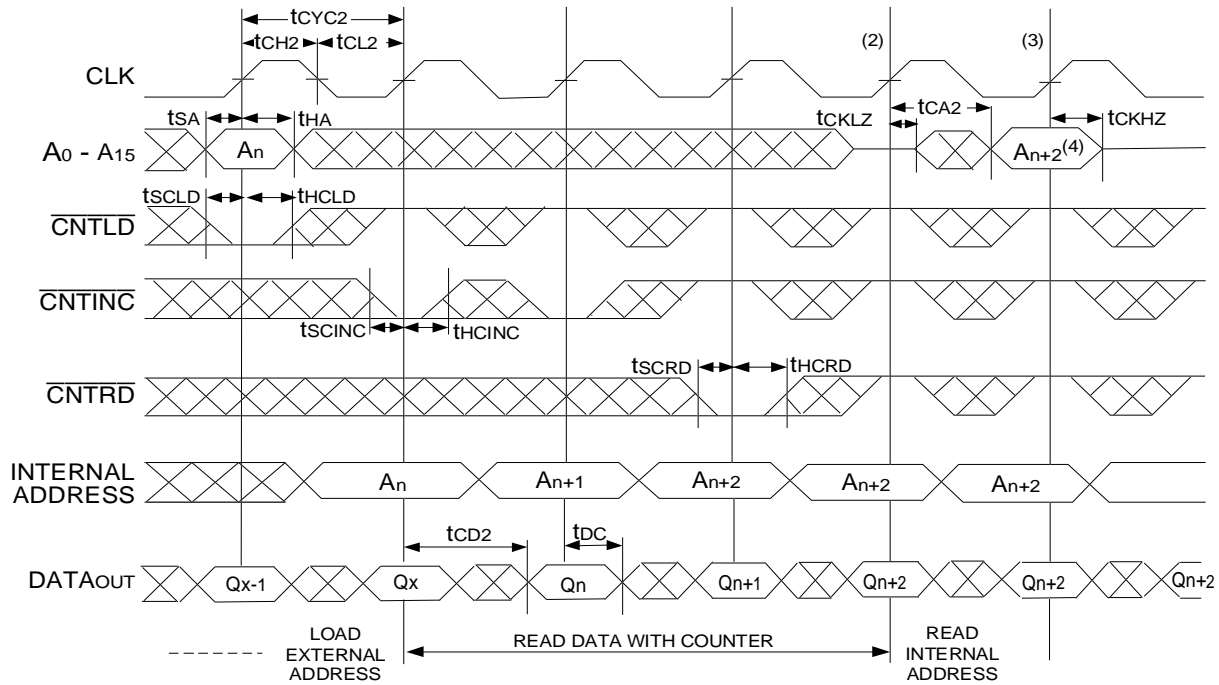 tCYC2
tCH2 tCL2 (2) (3)
CLK
tSA tHA tCKLZ tCA2 tCKHZ
A0 - A15 An An+2(4)
tSCLD tHCLD
CNTLD
CNTINC
tSCINC tHCINC
tSCRD tHCRD
CNTRD
INTERNAL
ADDRESS An An+1 An+2 An+2 An+2
tCD2 tDC
DATAOUT Qx-1 Qx Qn Qn+1 Qn+2 Qn+2 Qn+2
LOAD
EXTERNAL
ADDRESS
READ DATA WITH COUNTER
READ
INTERNAL
ADDRESS